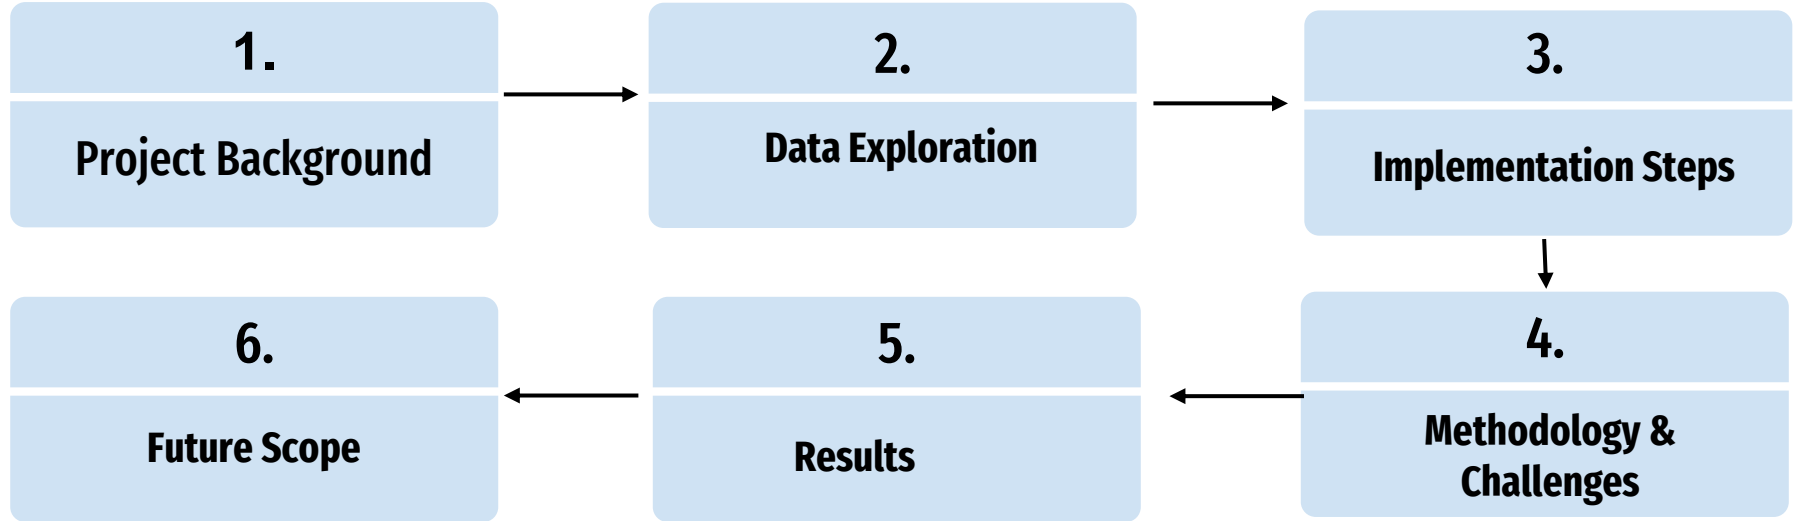 1.
Project Background
2.
Data Exploration
3.
Implementation Steps
4.
Methodology &
Challenges
5.
Results
6.
Future Scope